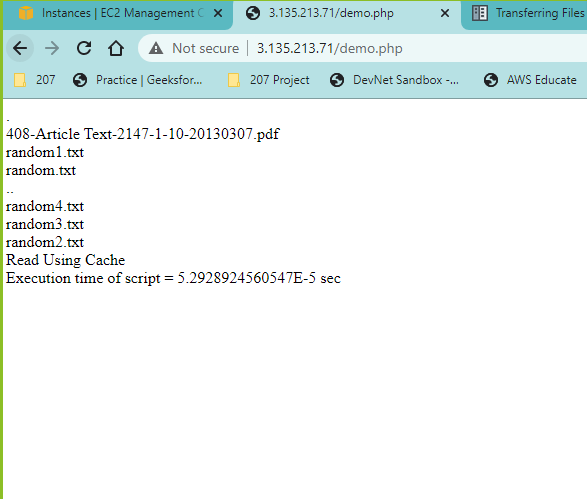 Instances | EC2 Management C
3.135.213.71/demo.php
Transferring Files
Not secure
3.135.213.71/demo.php
207
Practice | Geeksfor...
207 Project
DevNet Sandbox -...
AWS Educate
.
408-Article Text-2147-1-10-20130307.pdf
random1.txt
random.txt
..
random4.txt
random3.txt
random2.txt
Read Using Cache
Execution time of script = 5.2928924560547E-5 sec